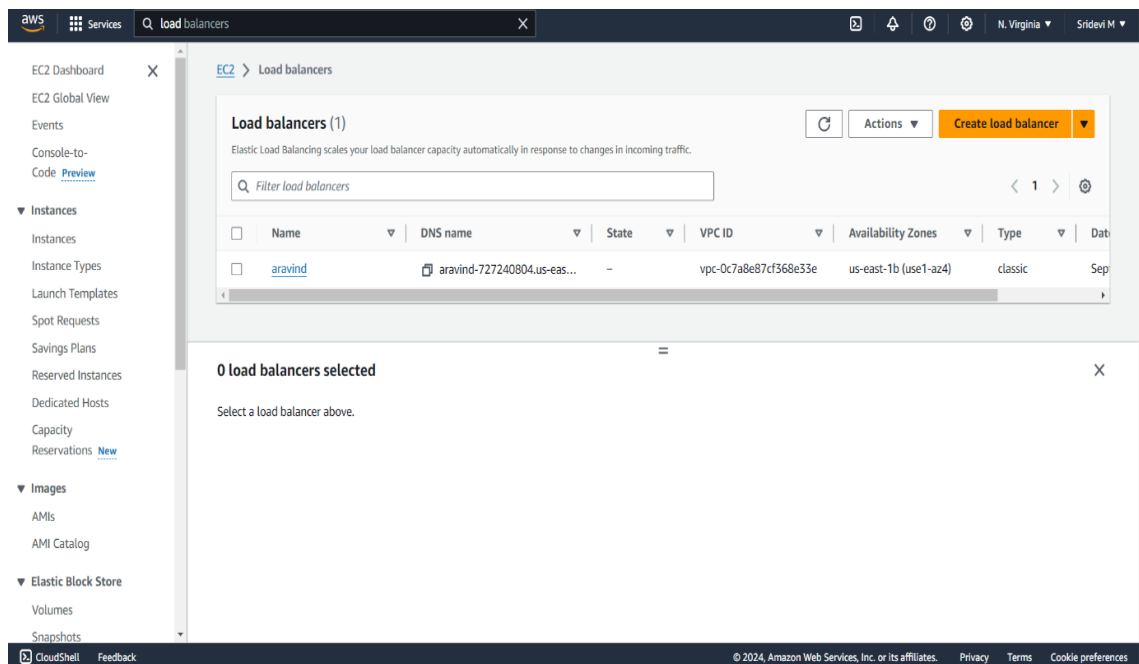 aws Services load balancers N. Virginia Sridevi M
EC2 Dashboard
EC2 Global View
Events
Console-to-
Code Preview
Instances
Instances
Instance Types
Launch Templates
Spot Requests
Savings Plans
Reserved Instances
Dedicated Hosts
Capacity
Reservations New
Images
AMIs
AMI Catalog
Elastic Block Store
Volumes
Snapshots
EC2 > Load balancers
Load balancers (1) Actions Create load balancer
Elastic Load Balancing scales your load balancer capacity automatically in response to changes in incoming traffic.
Filter load balancers 1
Name DNS name State VPC ID Availability Zones Type Dat
aravind aravind-727240804.us-eas... – vpc-0c7a8e87cf368e33e us-east-1b (use1-az4) classic Sep
0 load balancers selected
Select a load balancer above.
CloudShell Feedback © 2024, Amazon Web Services, Inc. or its affiliates. Privacy Terms Cookie preferences